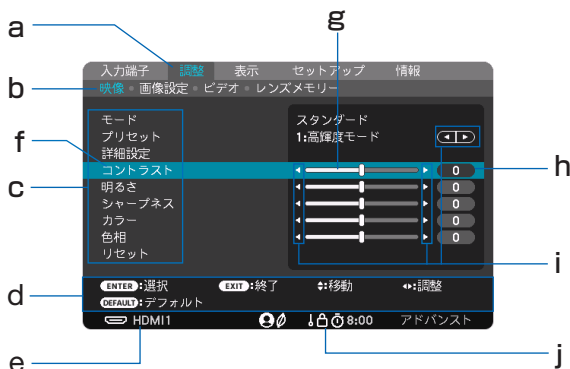 a
g
入力端子 調整 表示 セットアップ 情報
b
映像 画像設定 ビデオ レンズメモリー
モード スタンダード
プリセット 1:高輝度モード
f
詳細設定
コントラスト 0
h
c
明るさ 0
シャープネス 0
カラー 0
色相 0
リセット
i
d
ENTER:選択 EXIT:終了 :移動 :調整
DEFAULT:デフォルト
HDMI1 8:00 アドバンスト
e
j